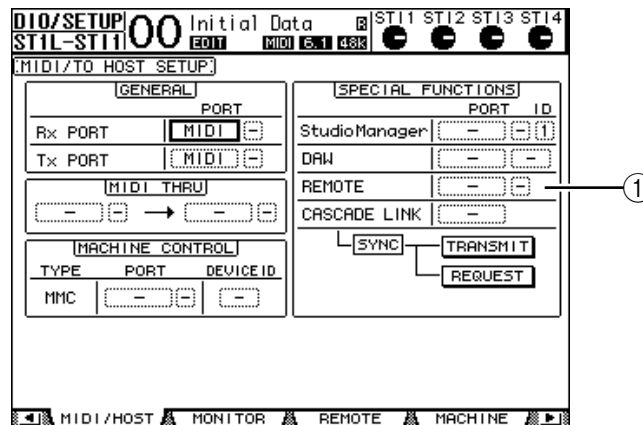 DIO/SETUP 00 Initial Data R ST11 ST12 ST13 ST14
ST1L-ST11 EDIT MIDI 6.1 48K
MIDI/TO HOST SETUP
GENERAL
PORT
Rx PORT MIDI -
Tx PORT MIDI -
MIDI THRU
- - → - -
MACHINE CONTROL
TYPE PORT DEVICE ID
MMC - - -
SPECIAL FUNCTIONS
PORT ID
StudioManager - - 1
DAW - -
REMOTE - -
CASCADE LINK -
SYNC TRANSMIT
REQUEST
1
MIDI/HOST MONITOR REMOTE MACHINE